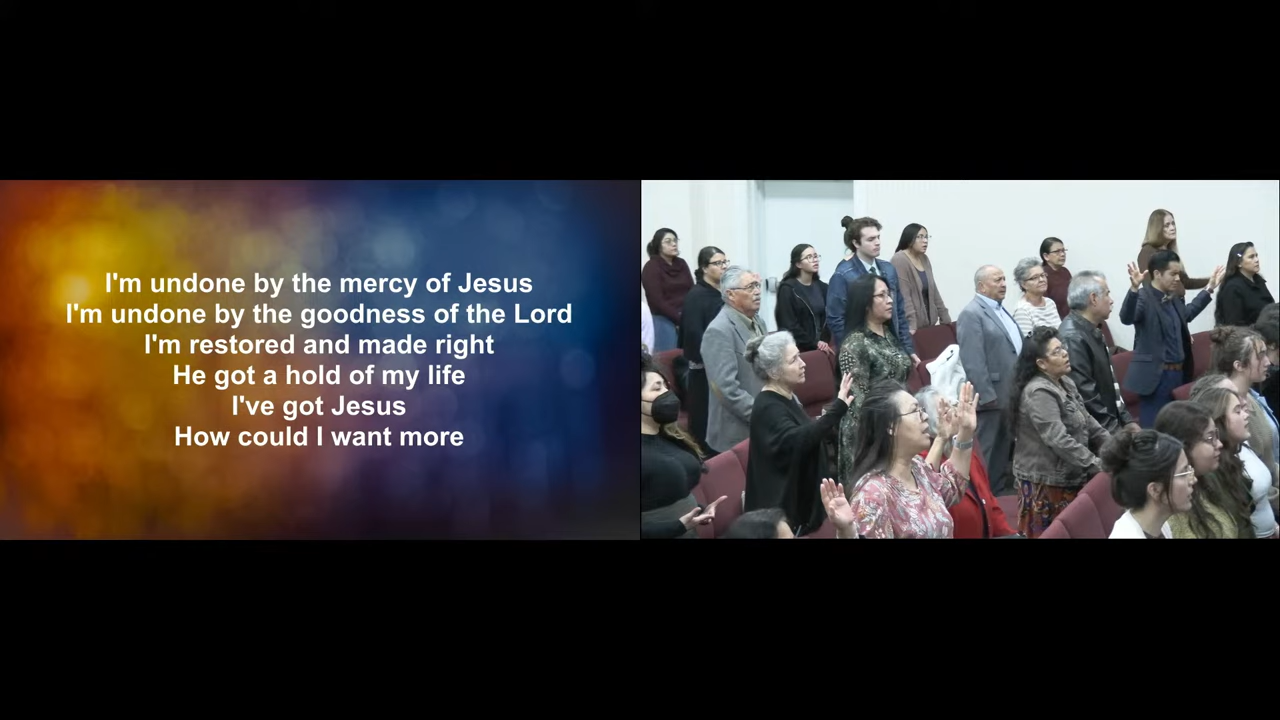 I'm undone by the mercy of Jesus
I'm undone by the goodness of the Lord
I'm restored and made right
He got a hold of my life
I've got Jesus
How could I want more